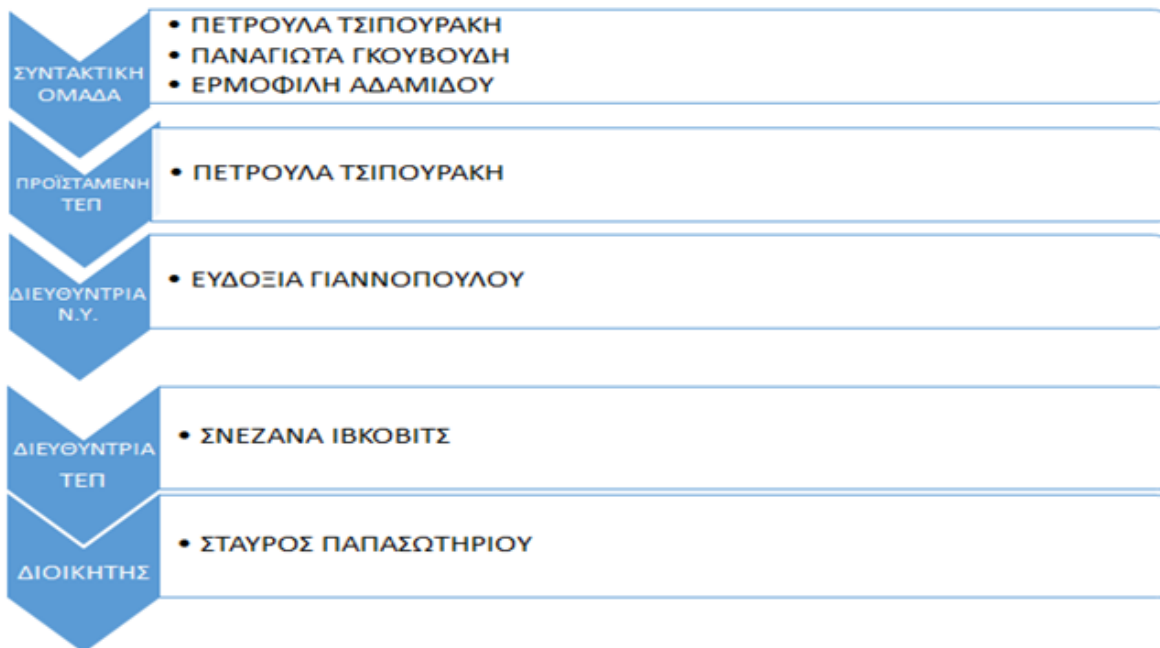 ΣΥΝΤΑΚΤΙΚΗ
ΟΜΑΔΑ
• ΠΕΤΡΟΥΛΑ ΤΣΙΠΟΥΡΑΚΗ
• ΠΑΝΑΓΙΩΤΑ ΓΚΟΥΒΟΥΔΗ
• ΕΡΜΟΦΙΛΗ ΑΔΑΜΙΔΟΥ
ΠΡΟΪΣΤΑΜΕΝΗ
ΤΕΠ
• ΠΕΤΡΟΥΛΑ ΤΣΙΠΟΥΡΑΚΗ
ΔΙΕΥΘΥΝΤΡΙΑ
Ν.Υ.
• ΕΥΔΟΞΙΑ ΓΙΑΝΝΟΠΟΥΛΟΥ
ΔΙΕΥΘΥΝΤΡΙΑ
ΤΕΠ
• ΣΝΕΖΑΝΑ ΙΒΚΟΒΙΤΣ
ΔΙΟΙΚΗΤΗΣ
• ΣΤΑΥΡΟΣ ΠΑΠΑΣΩΤΗΡΙΟΥ